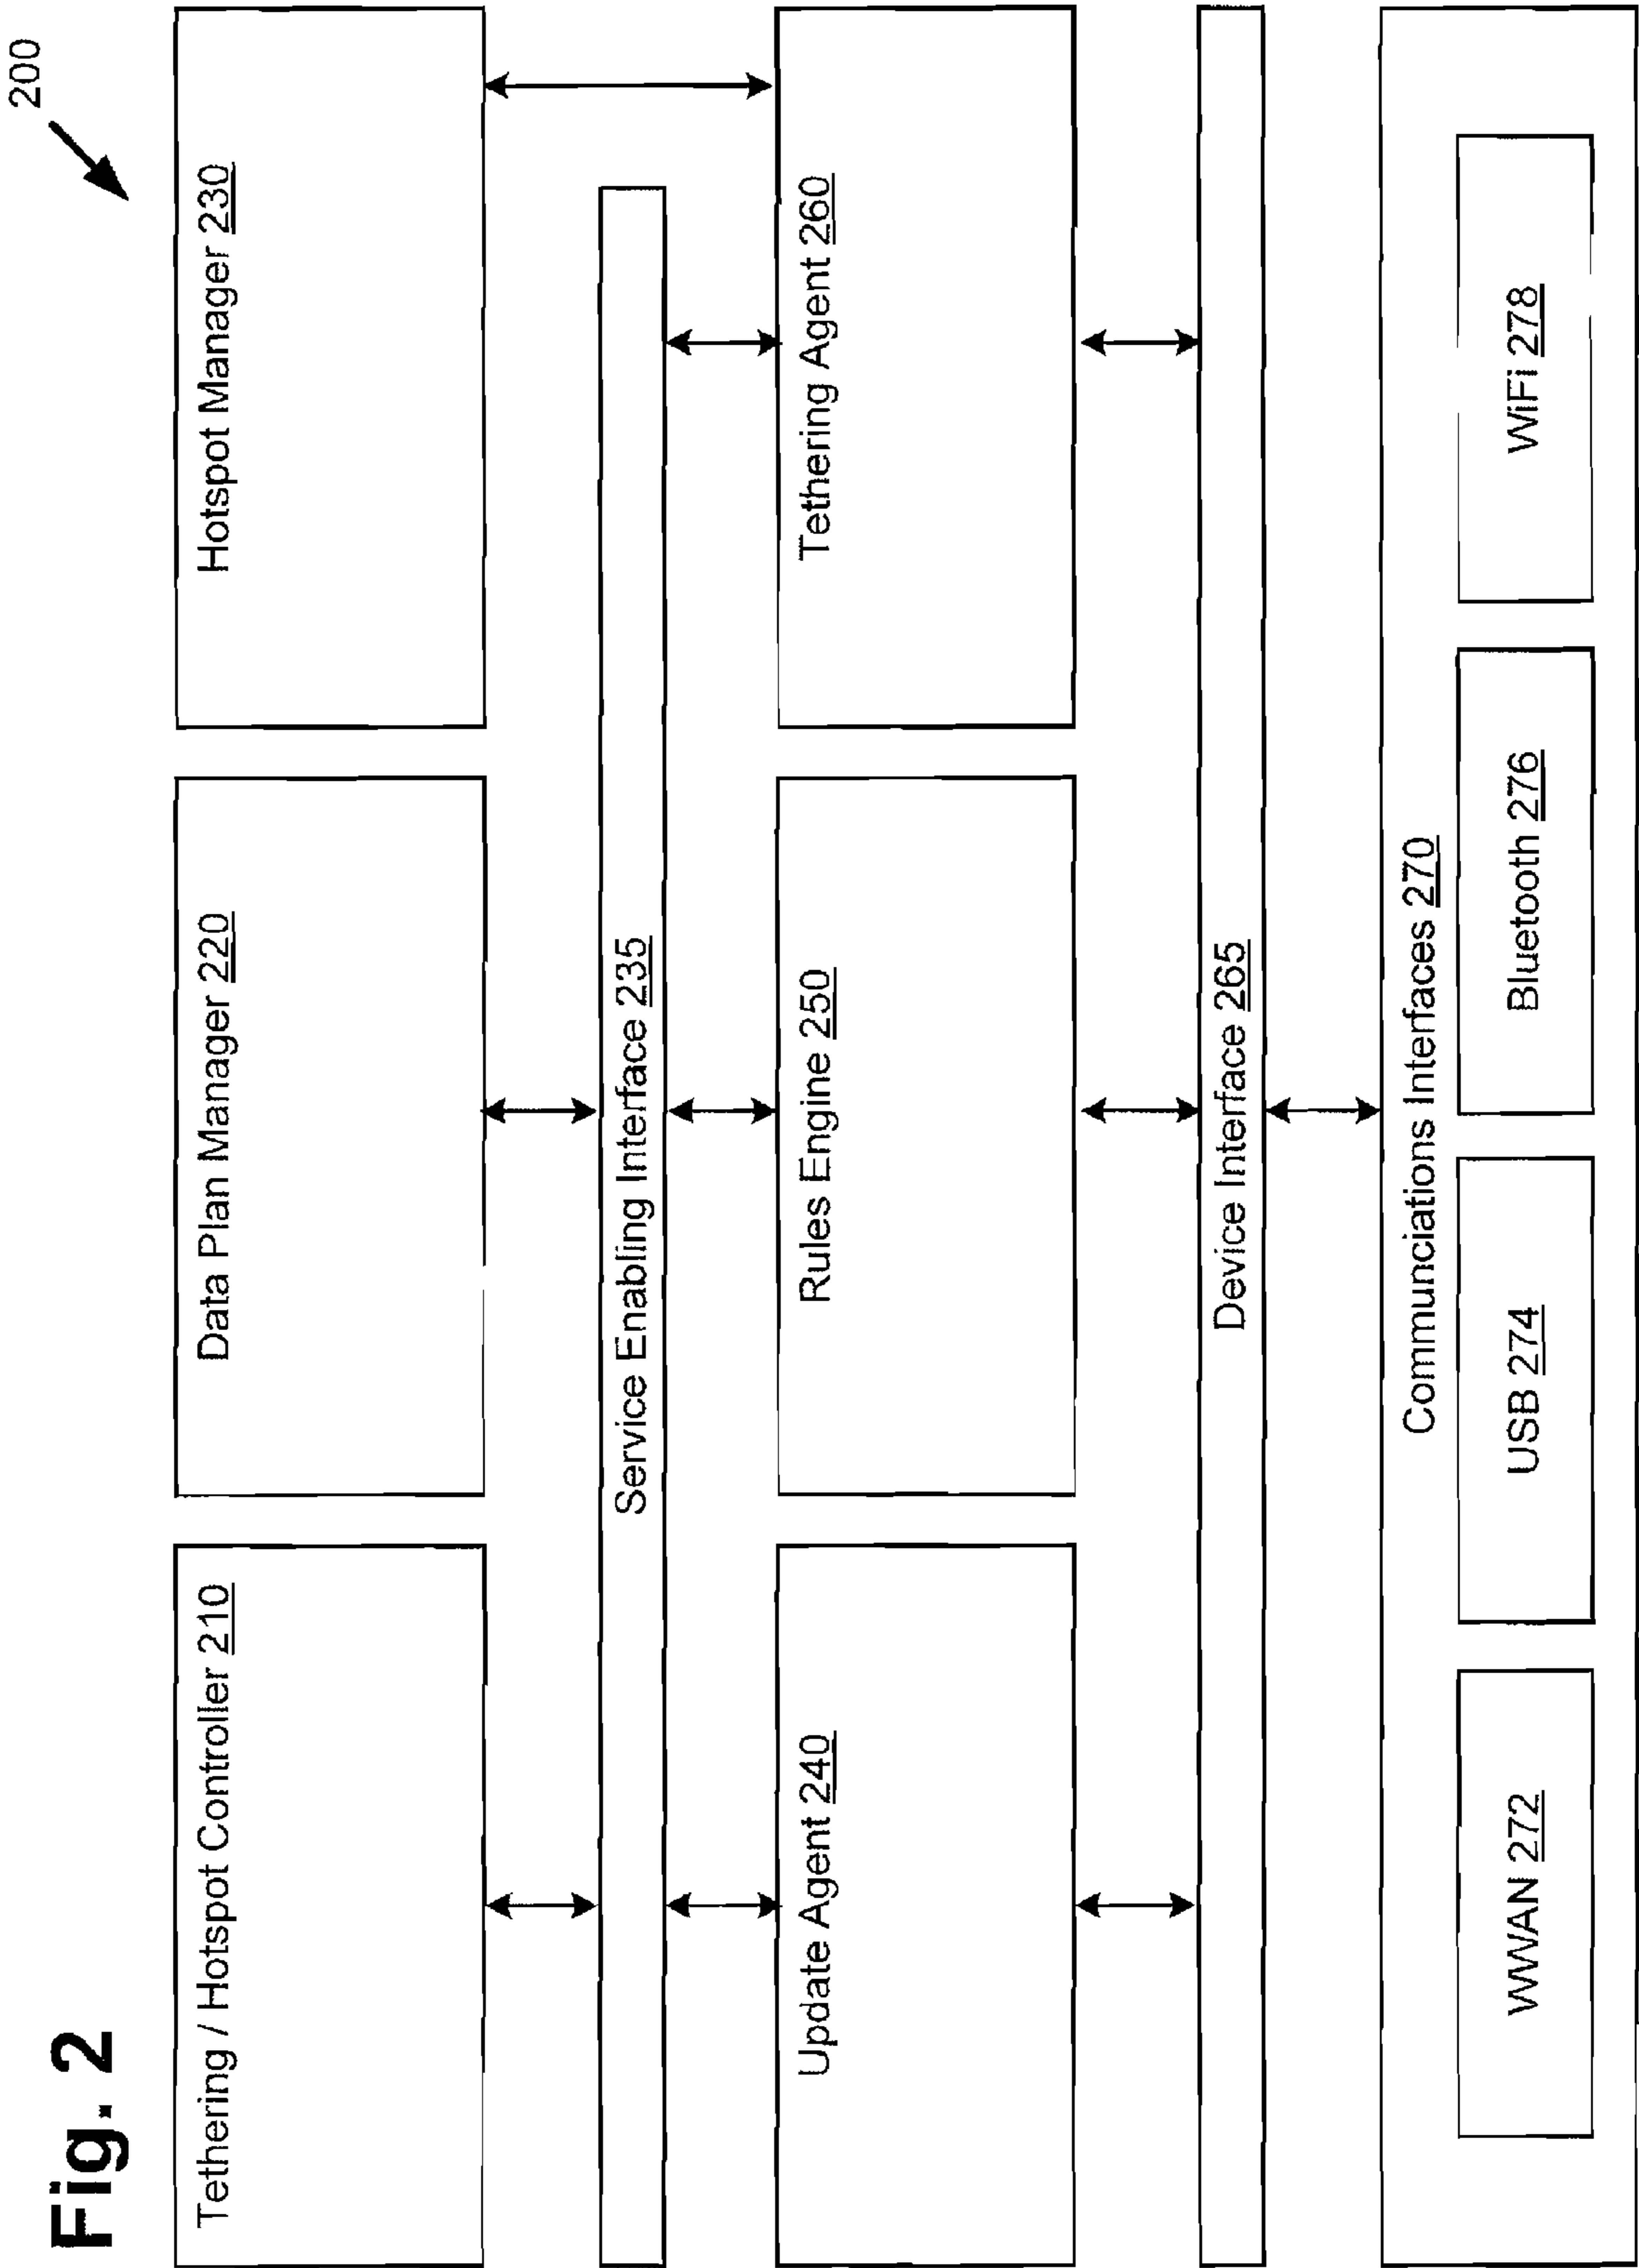 Fig. 2
200
Tethering / Hotspot Controller 210
Data Plan Manager 220
Hotspot Manager 230
Service Enabling Interface 235
Update Agent 240
Rules Engine 250
Tethering Agent 260
Device Interface 265
Communciations Interfaces 270
WWAN 272
USB 274
Bluetooth 276
WiFi 278